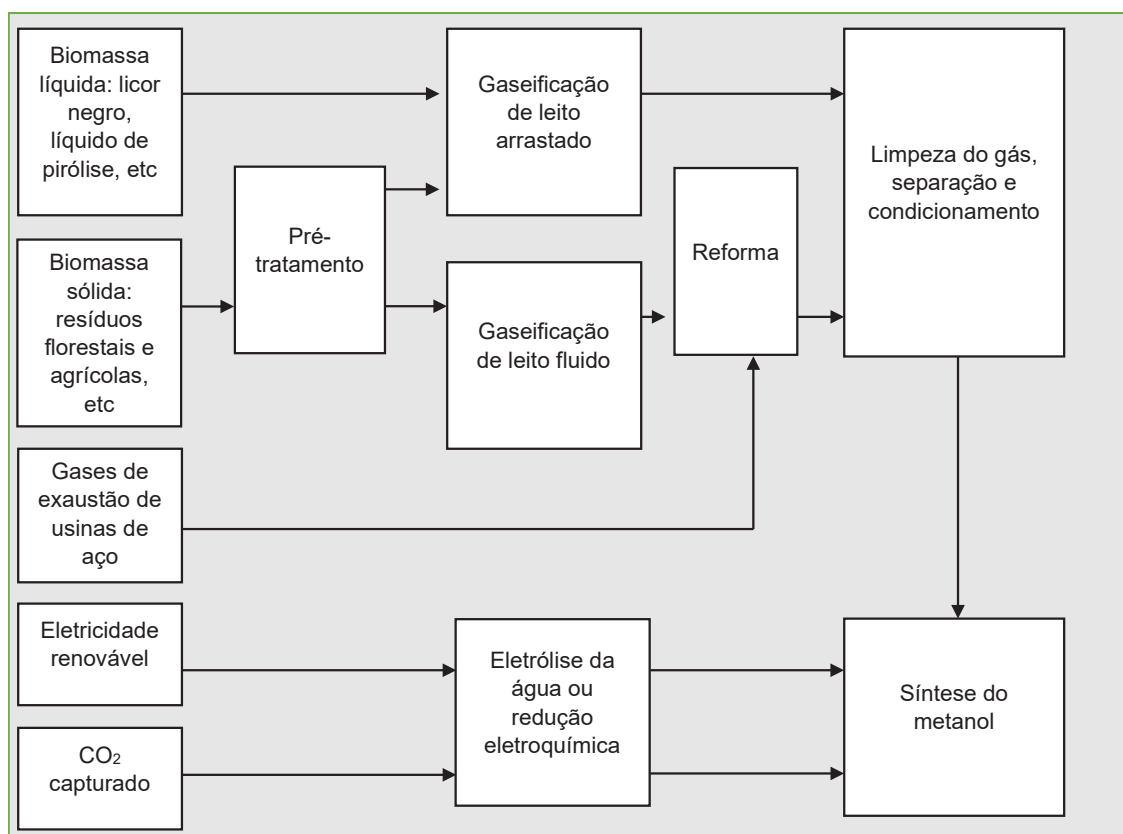 Biomassa
líquida: licor
negro,
líquido de
pirólise, etc
Gaseificação
de leito
arrastado
Limpeza do gás,
separação e
condicionamento
Pré-
tratamento
Reforma
Biomassa
sólida:
resíduos
florestais e
agrícolas,
etc
Gaseificação
de leito fluido
Gases de
exaustão de
usinas de
aço
Eletricidade
renovável
Eletrólise da
água ou
redução
eletroquímica
Síntese do
metanol
CO₂
capturado